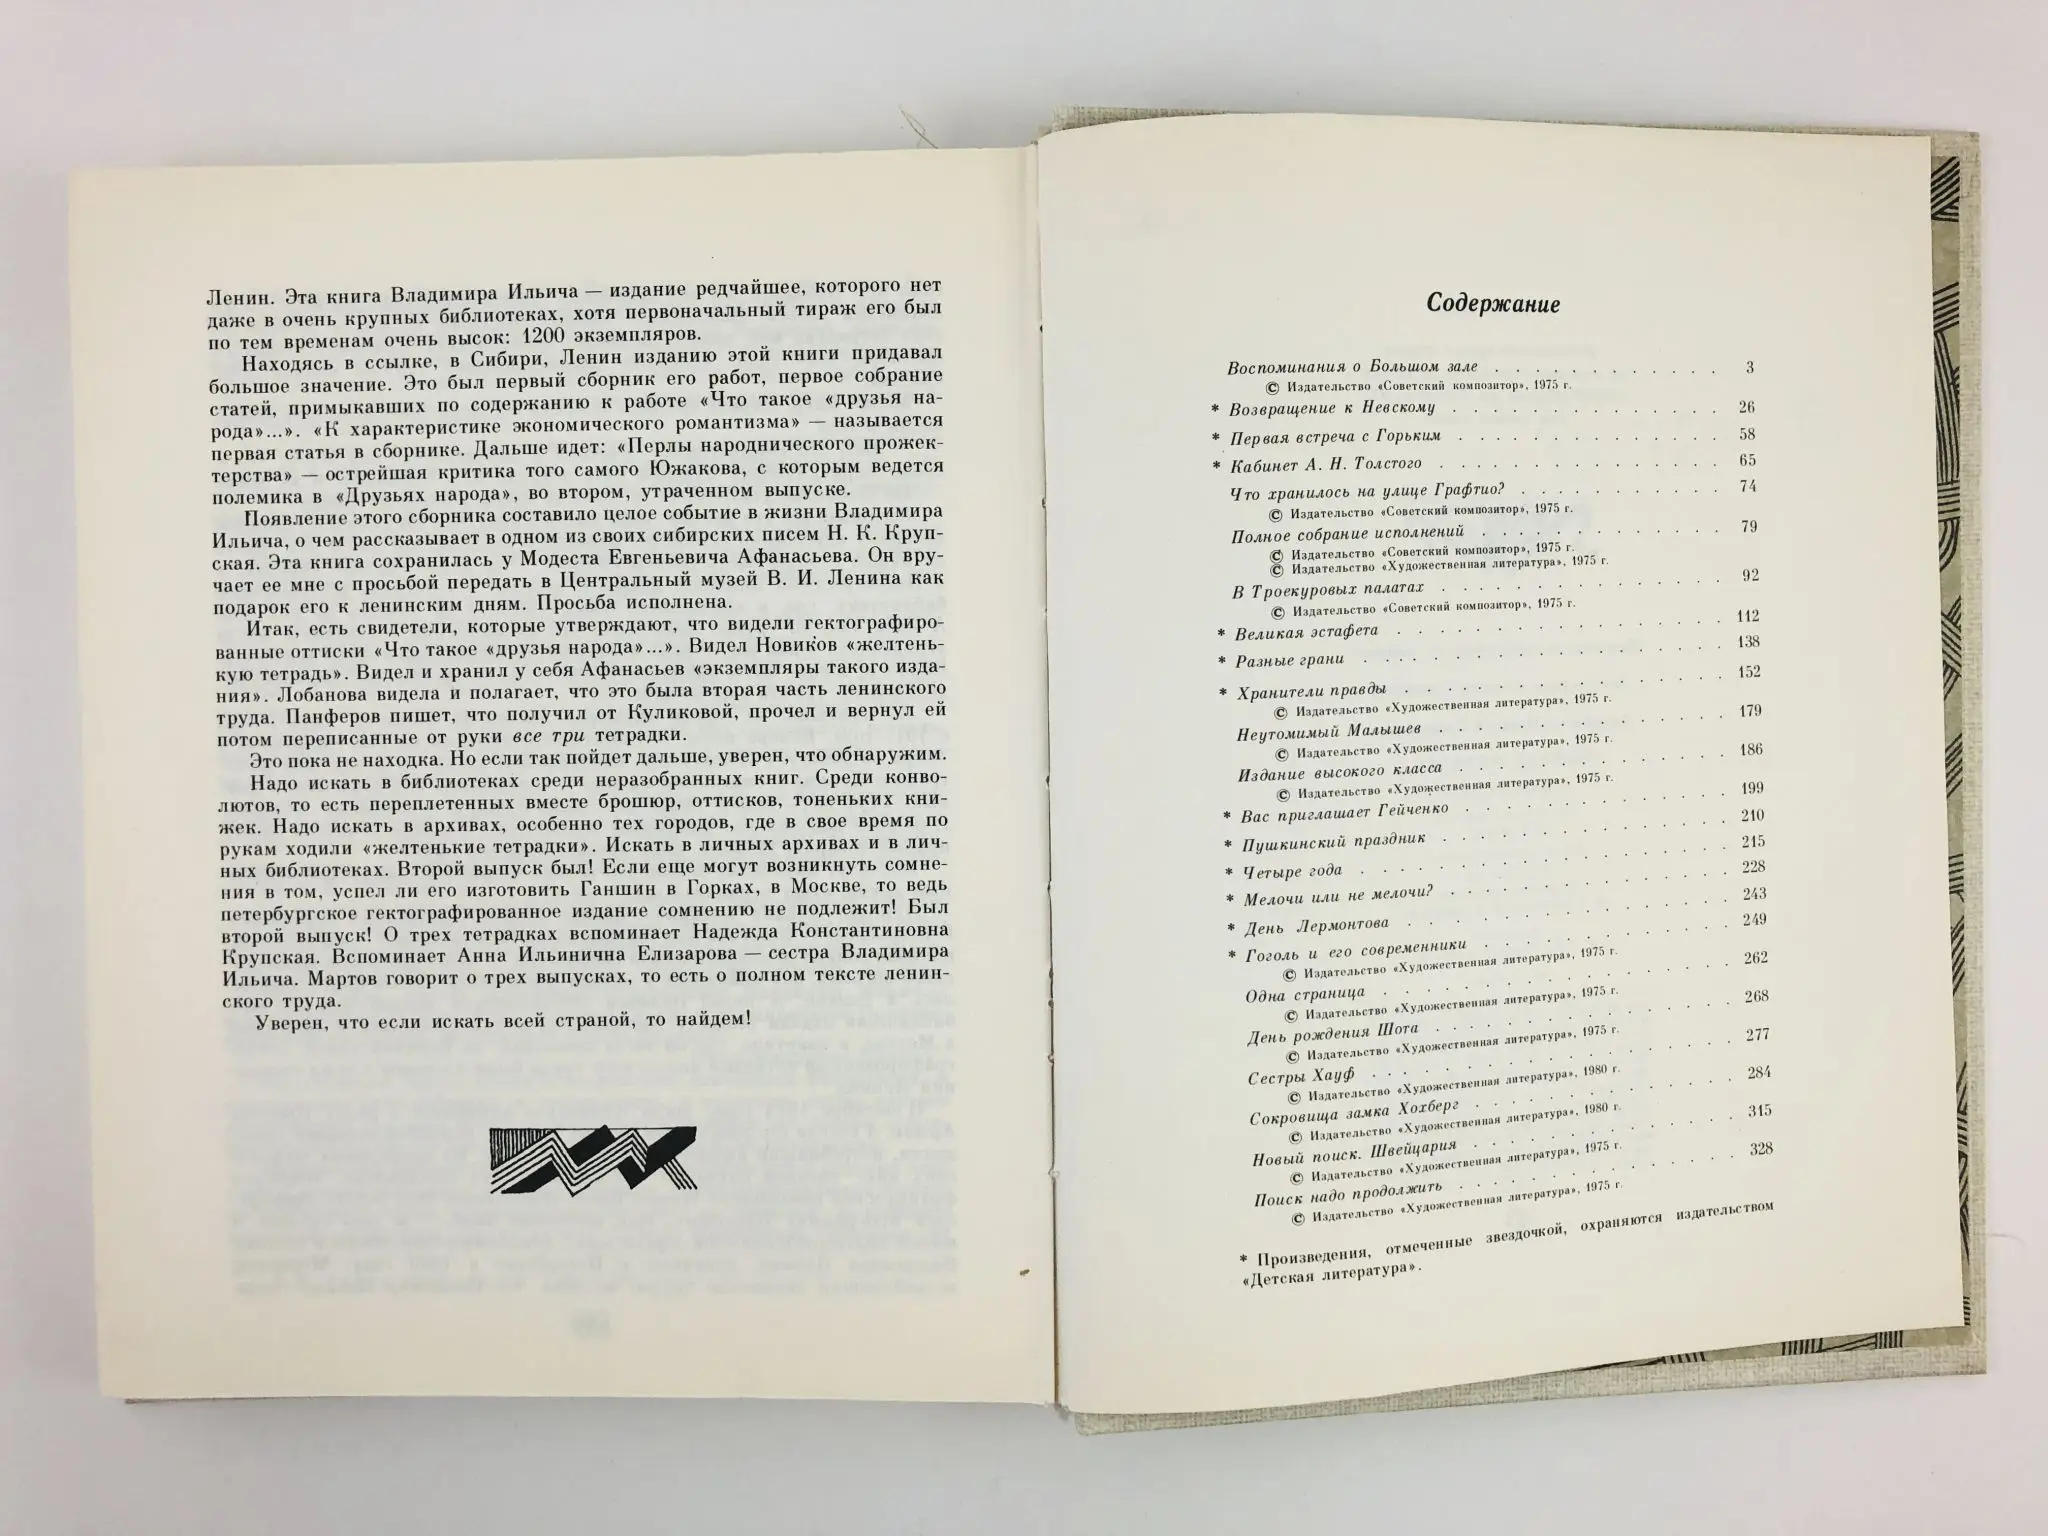 Ленин. Эта книга Владимира Ильича — издание редчайшее, которого нет
даже в очень крупных библиотеках, хотя первоначальный тираж его был
по тем временам очень высок: 1200 экземпляров.
Находясь в ссылке, в Сибири, Ленин изданию этой книги придавал
большое значение. Это был первый сборник его работ, первое собрание
статей, примыкавших по содержанию к работе «Что такое «друзья на-
рода»...». «К характеристике экономического романтизма» — называется
первая статья в сборнике. Дальше идет: «Перлы народнического прожек-
терства» — острейшая критика того самого Южакова, с которым ведется
полемика в «Друзьях народа», во втором, утраченном выпуске.
Появление этого сборника составило целое событие в жизни Владимира
Ильича, о чем рассказывает в одном из своих сибирских писем Н. К. Круп-
ская. Эта книга сохранилась у Модеста Евгеньевича Афанасьева. Он вру-
чает ее мне с просьбой передать в Центральный музей В. И. Ленина как
подарок его к ленинским дням. Просьба исполнена.
Итак, есть свидетели, которые утверждают, что видели гектографиро-
ванные оттиски «Что такое «друзья народа»...». Видел Новиков «желтень-
кую тетрадь». Видел и хранил у себя Афанасьев «экземпляры такого изда-
ния». Лобанова видела и полагает, что это была вторая часть ленинского
труда. Панферов пишет, что получил от Куликовой, прочел и вернул ей
потом переписанные от руки все три тетрадки.
Это пока не находка. Но если так пойдет дальше, уверен, что обнаружим.
Надо искать в библиотеках среди неразобранных книг. Среди конво-
лютов, то есть переплетенных вместе брошюр, оттисков, тоненьких кни-
жек. Надо искать в архивах, особенно тех городов, где в свое время по
рукам ходили «желтенькие тетрадки». Искать в личных архивах и в лич-
ных библиотеках. Второй выпуск был! Если еще могут возникнуть сомне-
ния в том, успел ли его изготовить Ганшин в Горках, в Москве, то ведь
петербургское гектографированное издание сомнению не подлежит! Был
второй выпуск! О трех тетрадках вспоминает Надежда Константиновна
Крупская. Вспоминает Анна Ильинична Елизарова — сестра Владимира
Ильича. Мартов говорит о трех выпусках, то есть о полном тексте ленин-
ского труда.
Уверен, что если искать всей страной, то найдем!
Содержание
Воспоминания о Большом зале . . . . . . . . . . . . 3
© Издательство «Советский композитор», 1975 г.
* Возвращение к Невскому . . . . . . . . . . . . . . 26
* Первая встреча с Горьким . . . . . . . . . . . . . 58
* Кабинет А. Н. Толстого . . . . . . . . . . . . . . 65
Что хранилось на улице Графтио? . . . . . . . . . . 74
© Издательство «Советский композитор», 1975 г.
Полное собрание исполнений . . . . . . . . . . . . 79
© Издательство «Советский композитор», 1975 г.
© Издательство «Художественная литература», 1975 г.
В Троекуровых палатах . . . . . . . . . . . . . . 92
© Издательство «Советский композитор», 1975 г.
* Великая эстафета . . . . . . . . . . . . . . . . 112
* Разные грани . . . . . . . . . . . . . . . . . . 138
* Хранители правды . . . . . . . . . . . . . . . . 152
© Издательство «Художественная литература», 1975 г.
Неутомимый Малышев . . . . . . . . . . . . . . . 179
© Издательство «Художественная литература», 1975 г.
Издание высокого класса . . . . . . . . . . . . . 186
© Издательство «Художественная литература», 1975 г.
* Вас приглашает Гейченко . . . . . . . . . . . . . 199
* Пушкинский праздник . . . . . . . . . . . . . . 210
* Четыре года . . . . . . . . . . . . . . . . . . 215
* Мелочи или не мелочи? . . . . . . . . . . . . . . 228
* День Лермонтова . . . . . . . . . . . . . . . . 243
* Гоголь и его современники . . . . . . . . . . . . 249
© Издательство «Художественная литература», 1975 г.
Одна страница . . . . . . . . . . . . . . . . . . 262
© Издательство «Художественная литература», 1975 г.
День рождения Шота . . . . . . . . . . . . . . . 268
© Издательство «Художественная литература», 1975 г.
Сестры Хауф . . . . . . . . . . . . . . . . . . . 277
© Издательство «Художественная литература», 1980 г.
Сокровища замка Хохберг . . . . . . . . . . . . . 284
© Издательство «Художественная литература», 1980 г.
Новый поиск. Швейцария . . . . . . . . . . . . . 315
© Издательство «Художественная литература», 1975 г.
Поиск надо продолжить . . . . . . . . . . . . . . 328
© Издательство «Художественная литература», 1975 г.
* Произведения, отмеченные звездочкой, охраняются издательством
«Детская литература».